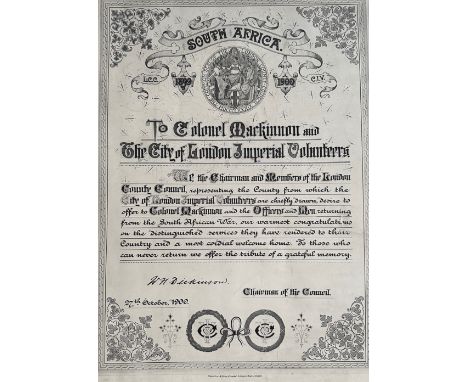 SOUTH AFRICA.
L.C.C. C.I.V.
1899 1900
To Colonel Mackinnon and
The City of London Imperial Volunteers
We the Chairman and Members of the London
County Council, representing the County from which the
City of London Imperial Volunteers are chiefly drawn, desire to
offer to Colonel Mackinnon and the Officers and Men returning
from the South African War, our warmest congratulations
on the distinguished services they have rendered to their
Country and a most cordial welcome home. To those who
can never return we offer the tribute of a grateful memory.
W H Dickinson.
Chairman of the Council.
27th October, 1900.